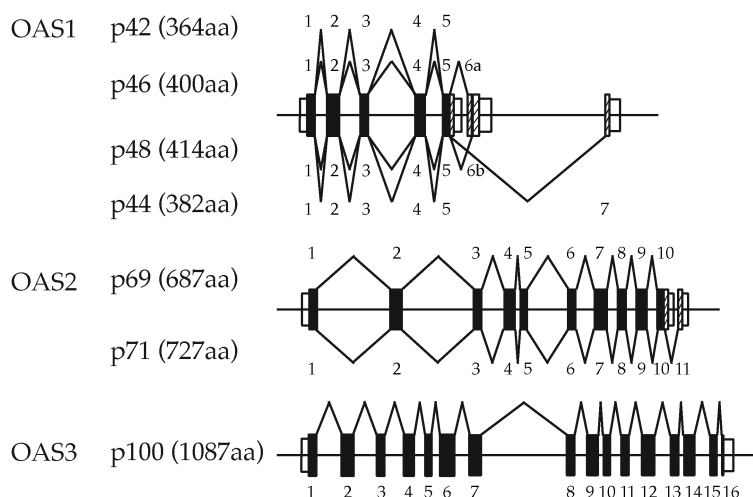 OAS1 p42 (364aa) 1 2 3 4 5
p46 (400aa) 1 2 3 4 5 6a
p48 (414aa) 1 2 3 4 5 6b
p44 (382aa) 1 2 3 4 5 7
OAS2 p69 (687aa) 1 2 3 4 5 6 7 8 9 10
p71 (727aa) 1 2 3 4 5 6 7 8 9 10 11
OAS3 p100 (1087aa)
1 2 3 4 5 6 7 8 9 10 11 12 13 14 15 16